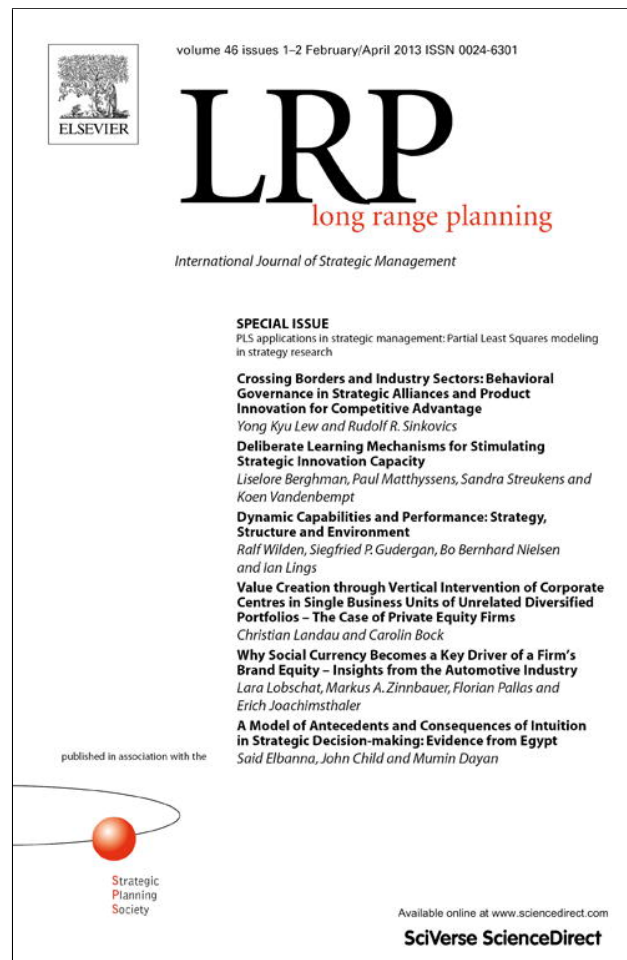 volume 46 issues 1–2 February/April 2013 ISSN 0024-6301
ELSEVIER
LRP
long range planning
International Journal of Strategic Management
SPECIAL ISSUE
PLS applications in strategic management: Partial Least Squares modeling
in strategy research
Crossing Borders and Industry Sectors: Behavioral
Governance in Strategic Alliances and Product
Innovation for Competitive Advantage
Yong Kyu Lew and Rudolf R. Sinkovics
Deliberate Learning Mechanisms for Stimulating
Strategic Innovation Capacity
Liselore Berghman, Paul Matthyssens, Sandra Streukens and
Koen Vandenbempt
Dynamic Capabilities and Performance: Strategy,
Structure and Environment
Ralf Wilden, Siegfried P. Gudergan, Bo Bernhard Nielsen
and Ian Lings
Value Creation through Vertical Intervention of Corporate
Centres in Single Business Units of Unrelated Diversified
Portfolios – The Case of Private Equity Firms
Christian Landau and Carolin Bock
Why Social Currency Becomes a Key Driver of a Firm's
Brand Equity – Insights from the Automotive Industry
Lara Lobschat, Markus A. Zinnbauer, Florian Pallas and
Erich Joachimsthaler
A Model of Antecedents and Consequences of Intuition
in Strategic Decision-making: Evidence from Egypt
Said Elbanna, John Child and Mumin Dayan
published in association with the
Strategic
Planning
Society
Available online at www.sciencedirect.com
SciVerse ScienceDirect